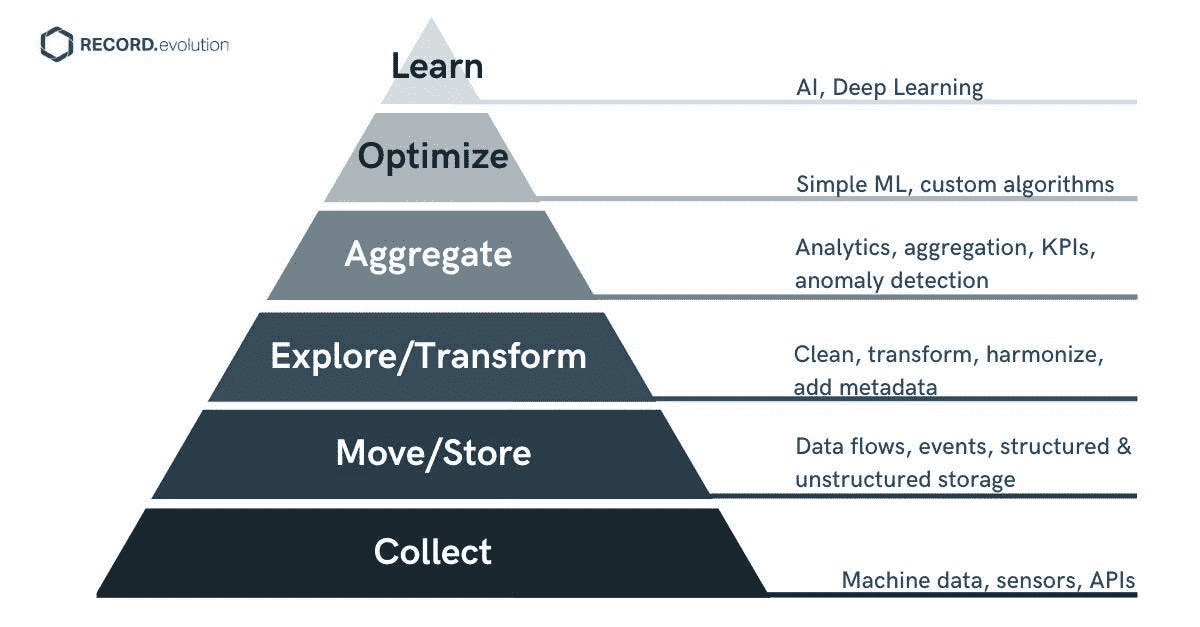 RECORD.evolution
Learn
AI, Deep Learning
Optimize
Simple ML, custom algorithms
Aggregate
Analytics, aggregation, KPIs,
anomaly detection
Explore/Transform
Clean, transform, harmonize,
add metadata
Move/Store
Data flows, events, structured &
unstructured storage
Collect
Machine data, sensors, APIs